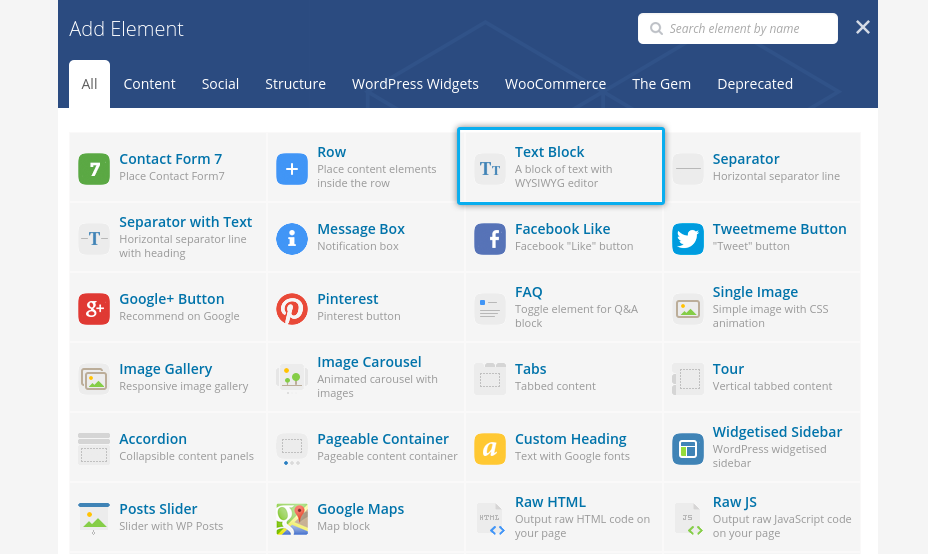 Add Element
Search element by name
All Content Social Structure WordPress Widgets WooCommerce The Gem Deprecated
Contact Form 7
Place Contact Form7
Row
Place content elements
inside the row
Text Block
A block of text with
WYSIWYG editor
Separator
Horizontal separator line
Separator with Text
Horizontal separator line
with heading
Message Box
Notification box
Facebook Like
Facebook "Like" button
Tweetmeme Button
"Tweet" button
Google+ Button
Recommend on Google
Pinterest
Pinterest button
FAQ
Toggle element for Q&A
block
Single Image
Simple image with CSS
animation
Image Gallery
Responsive image gallery
Image Carousel
Animated carousel with
images
Tabs
Tabbed content
Tour
Vertical tabbed content
Accordion
Collapsible content panels
Pageable Container
Pageable content container
Custom Heading
Text with Google fonts
Widgetised Sidebar
WordPress widgetised
sidebar
Posts Slider
Slider with WP Posts
Google Maps
Map block
HTML
Raw HTML
Output raw HTML code on
your page
JS
Raw JS
Output raw JavaScript code
on your page